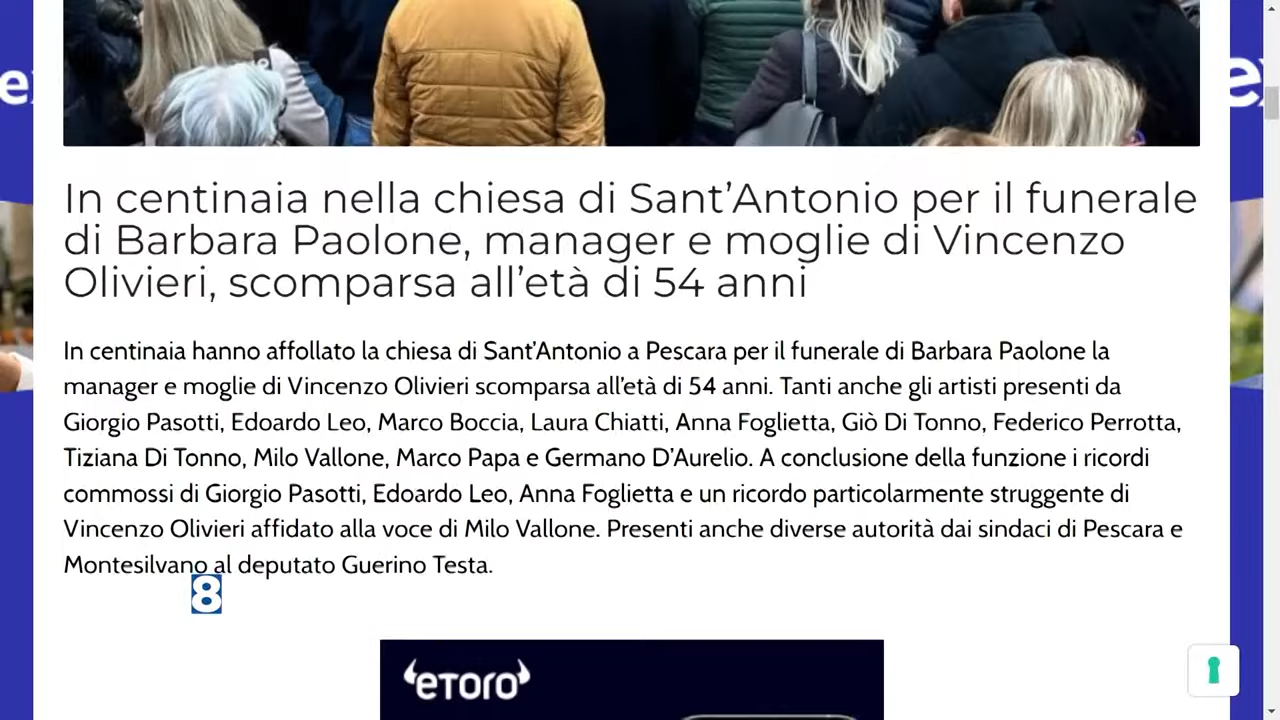 In centinaia nella chiesa di Sant’Antonio per il funerale
di Barbara Paolone, manager e moglie di Vincenzo
Olivieri, scomparsa all’età di 54 anni
In centinaia hanno affollato la chiesa di Sant’Antonio a Pescara per il funerale di Barbara Paolone la
manager e moglie di Vincenzo Olivieri scomparsa all’età di 54 anni. Tanti anche gli artisti presenti da
Giorgio Pasotti, Edoardo Leo, Marco Boccia, Laura Chiatti, Anna Foglietta, Giò Di Tonno, Federico Perrotta,
Tiziana Di Tonno, Milo Vallone, Marco Papa e Germano D’Aurelio. A conclusione della funzione i ricordi
commossi di Giorgio Pasotti, Edoardo Leo, Anna Foglietta e un ricordo particolarmente struggente di
Vincenzo Olivieri affidato alla voce di Milo Vallone. Presenti anche diverse autorità dai sindaci di Pescara e
Montesilvano al deputato Guerino Testa.
8
eToro